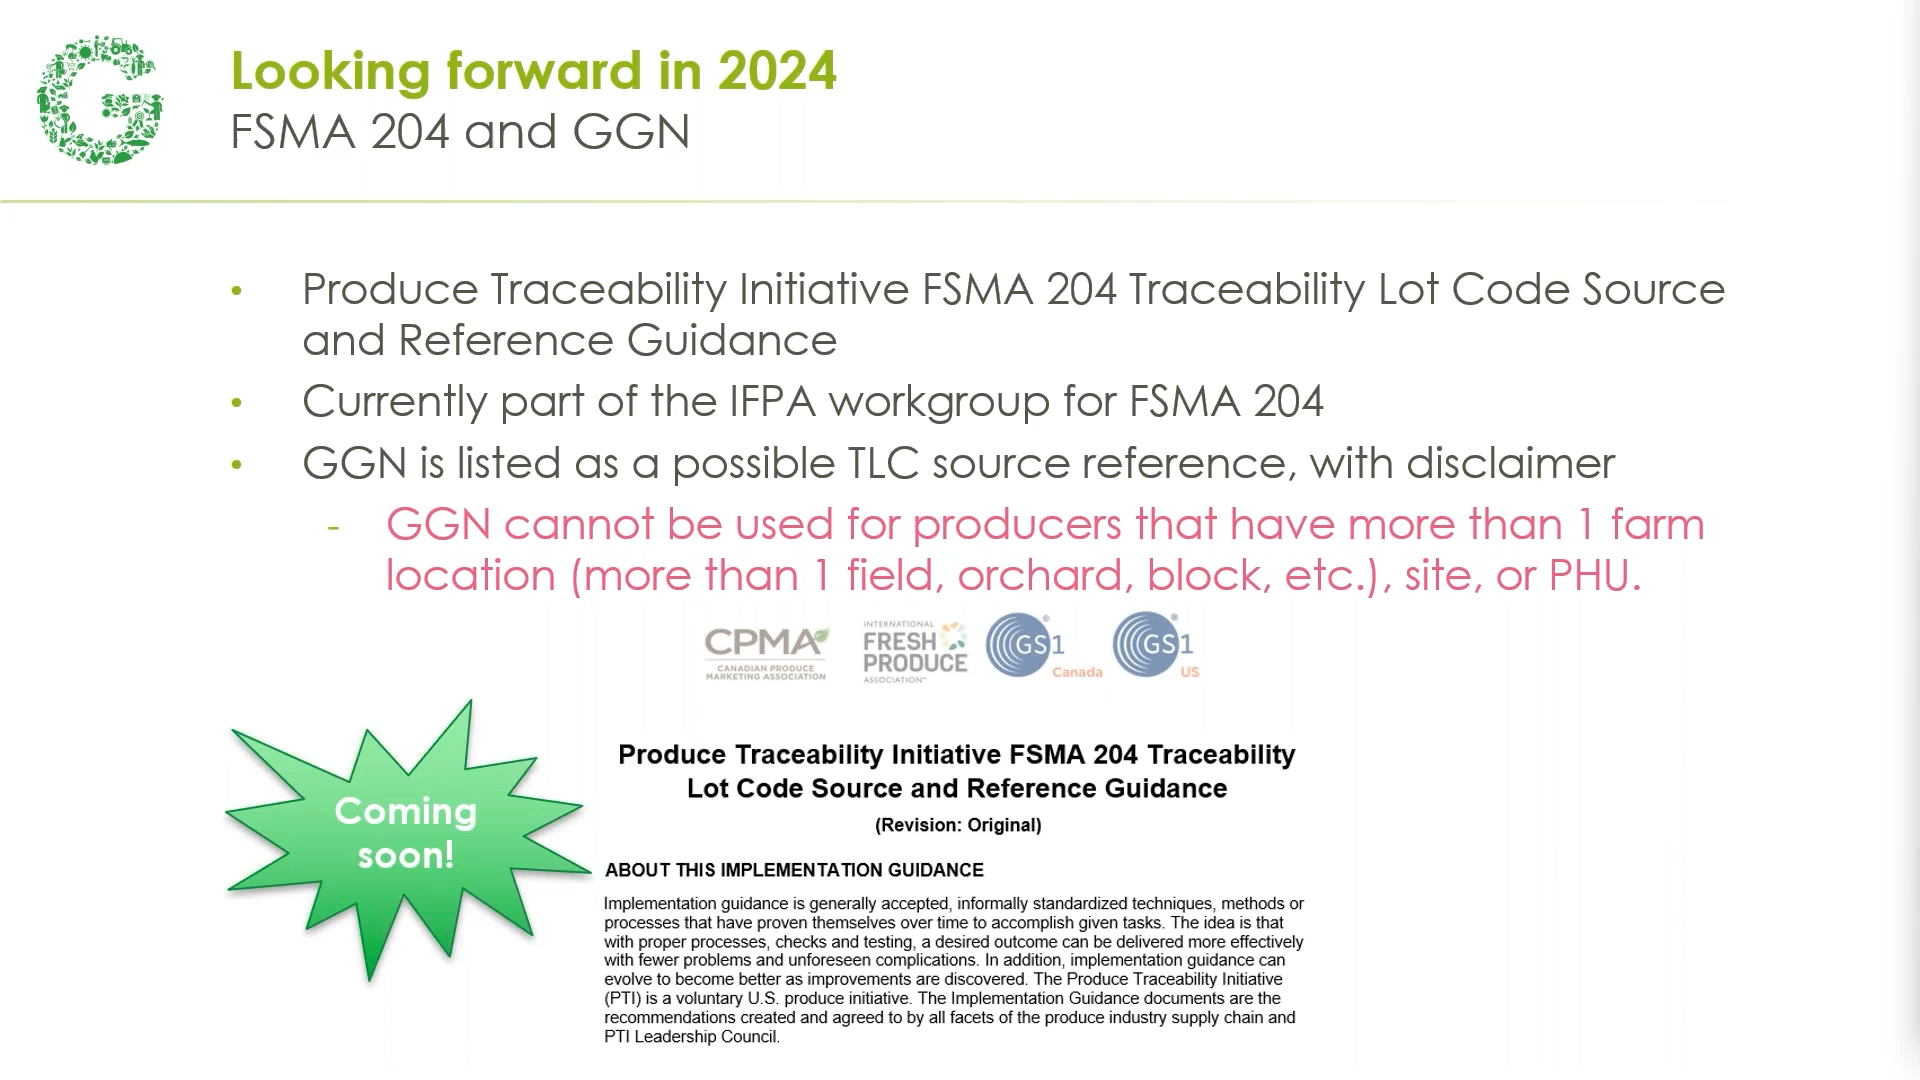 Looking forward in 2024
FSMA 204 and GGN
• Produce Traceability Initiative FSMA 204 Traceability Lot Code Source
and Reference Guidance
• Currently part of the IFPA workgroup for FSMA 204
• GGN is listed as a possible TLC source reference, with disclaimer
- GGN cannot be used for producers that have more than 1 farm
location (more than 1 field, orchard, block, etc.), site, or PHU.
CPMA
CANADIAN PRODUCE
MARKETING ASSOCIATION
INTERNATIONAL
FRESH
PRODUCE
ASSOCIATION™
GS1®
Canada
GS1®
US
Coming
soon!
Produce Traceability Initiative FSMA 204 Traceability
Lot Code Source and Reference Guidance
(Revision: Original)
ABOUT THIS IMPLEMENTATION GUIDANCE
Implementation guidance is generally accepted, informally standardized techniques, methods or
processes that have proven themselves over time to accomplish given tasks. The idea is that
with proper processes, checks and testing, a desired outcome can be delivered more effectively
with fewer problems and unforeseen complications. In addition, implementation guidance can
evolve to become better as improvements are discovered. The Produce Traceability Initiative
(PTI) is a voluntary U.S. produce initiative. The Implementation Guidance documents are the
recommendations created and agreed to by all facets of the produce industry supply chain and
PTI Leadership Council.